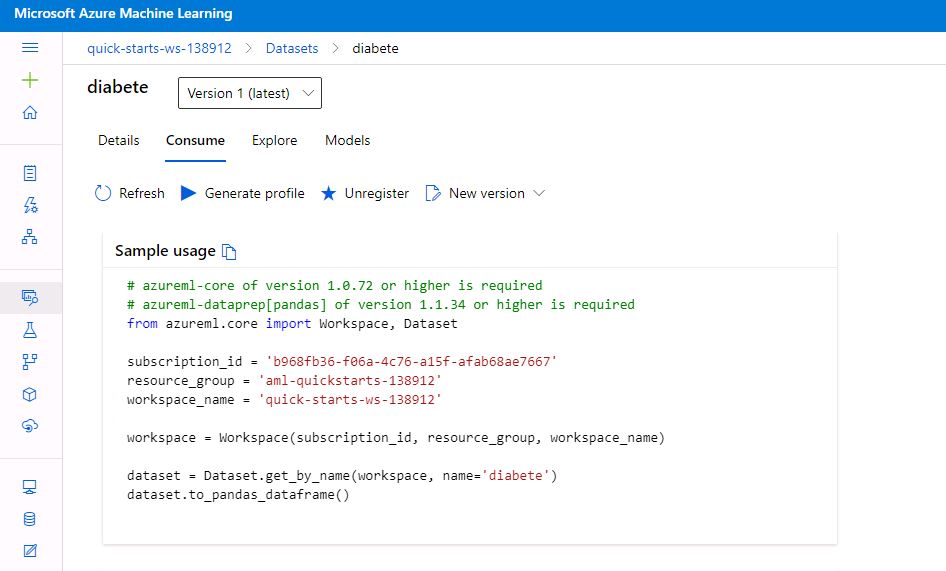 Microsoft Azure Machine Learning
quick-starts-ws-138912 > Datasets > diabete
diabete
Version 1 (latest)
Details Consume Explore Models
Refresh Generate profile Unregister New version
Sample usage
# azureml-core of version 1.0.72 or higher is required
# azureml-dataprep[pandas] of version 1.1.34 or higher is required
from azureml.core import Workspace, Dataset
subscription_id = 'b968fb36-f06a-4c76-a15f-afab68ae7667'
resource_group = 'aml-quickstarts-138912'
workspace_name = 'quick-starts-ws-138912'
workspace = Workspace(subscription_id, resource_group, workspace_name)
dataset = Dataset.get_by_name(workspace, name='diabete')
dataset.to_pandas_dataframe()